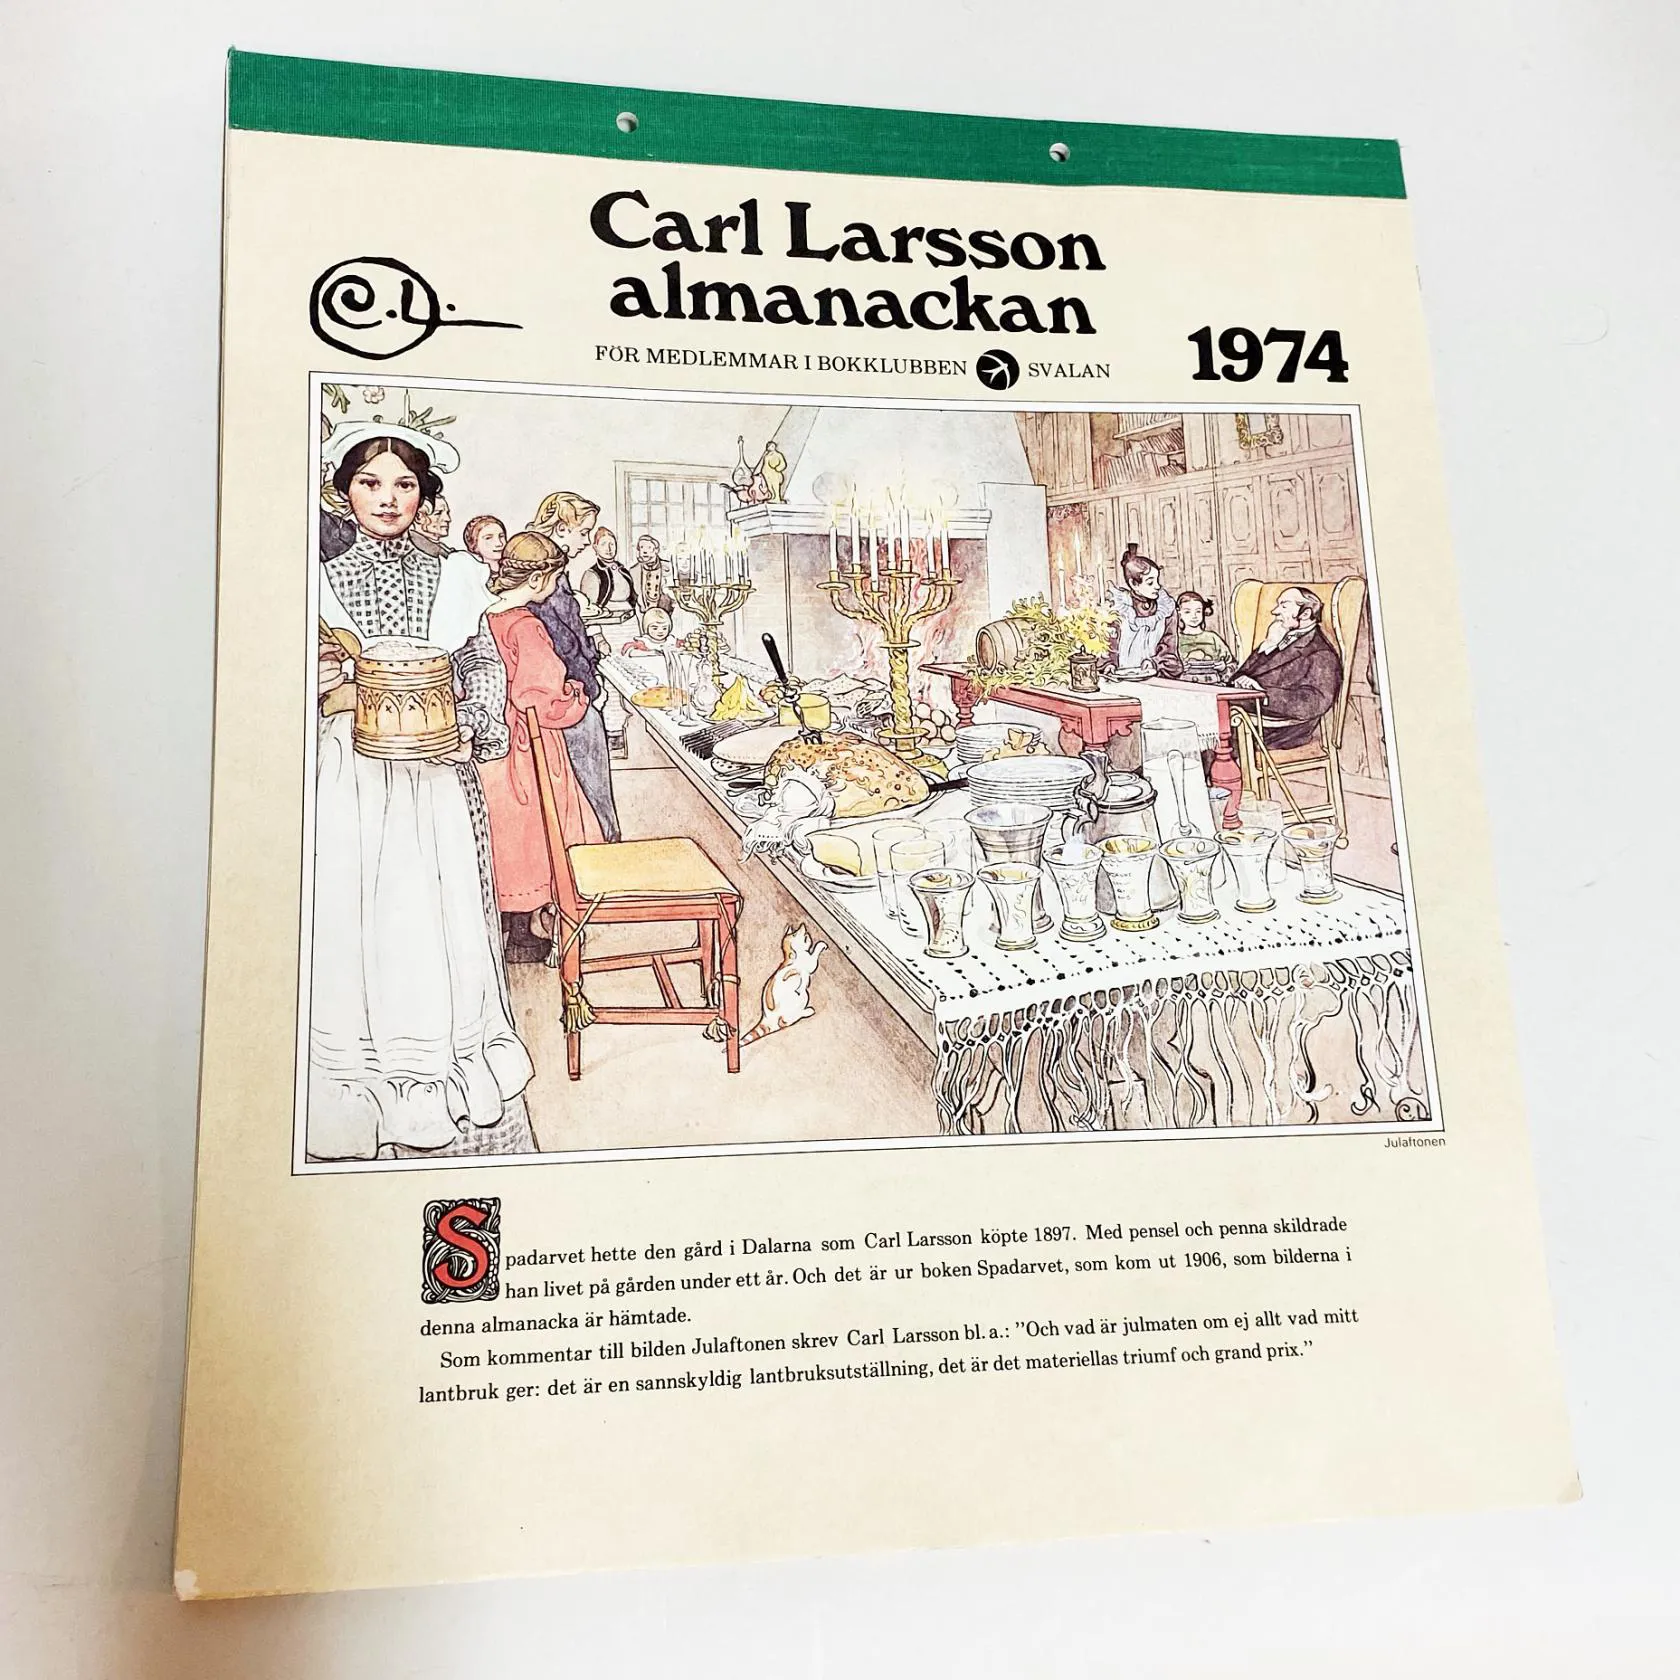 Carl Larsson
almanackan
C.L.
1974
FÖR MEDLEMMAR I BOKKLUBBEN SVALAN
C.L.
Julaftonen
Spadarvet hette den gård i Dalarna som Carl Larsson köpte 1897. Med pensel och penna skildrade
han livet på gården under ett år. Och det är ur boken Spadarvet, som kom ut 1906, som bilderna i
denna almanacka är hämtade.
Som kommentar till bilden Julaftonen skrev Carl Larsson bl.a.: ”Och vad är julmaten om ej allt vad mitt
lantbruk ger: det är en sannskyldig lantbruksutställning, det är det materiellas triumf och grand prix.”